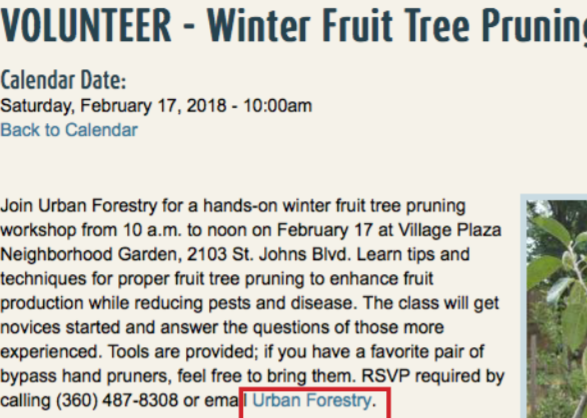 VOLUNTEER - Winter Fruit Tree Pruning
Calendar Date:
Saturday, February 17, 2018 - 10:00am
Back to Calendar
Join Urban Forestry for a hands-on winter fruit tree pruning
workshop from 10 a.m. to noon on February 17 at Village Plaza
Neighborhood Garden, 2103 St. Johns Blvd. Learn tips and
techniques for proper fruit tree pruning to enhance fruit
production while reducing pests and disease. The class will get
novices started and answer the questions of those more
experienced. Tools are provided; if you have a favorite pair of
bypass hand pruners, feel free to bring them. RSVP required by
calling (360) 487-8308 or email Urban Forestry.